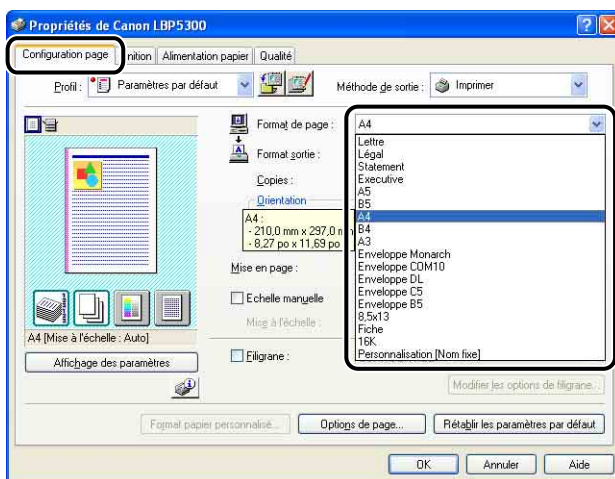 Propriétés de Canon LBP5300
Configuration page
nition
Alimentation papier
Qualité
Profil :
Paramètres par défaut
Méthode de sortie :
Imprimer
Format de page :
A4
Format sortie :
Lettre
Légal
Statement
Executive
A5
B5
A4
B4
A3
Enveloppe Monarch
Enveloppe COM10
Enveloppe DL
Enveloppe C5
Enveloppe B5
8,5x13
Fiche
16K
Personnalisation [Nom fixe]
Copies :
Orientation
A4 :
- 210,0 mm x 297,0 m
- 8,27 po x 11,69 po
Mise en page :
Echelle manuelle
Mise à l'échelle :
A4 [Mise à l'échelle : Auto]
Affichage des paramètres
Filigrane :
Modifier les options de filigrane...
Format papier personnalisé...
Options de page...
Rétablir les paramètres par défaut
OK
Annuler
Aide